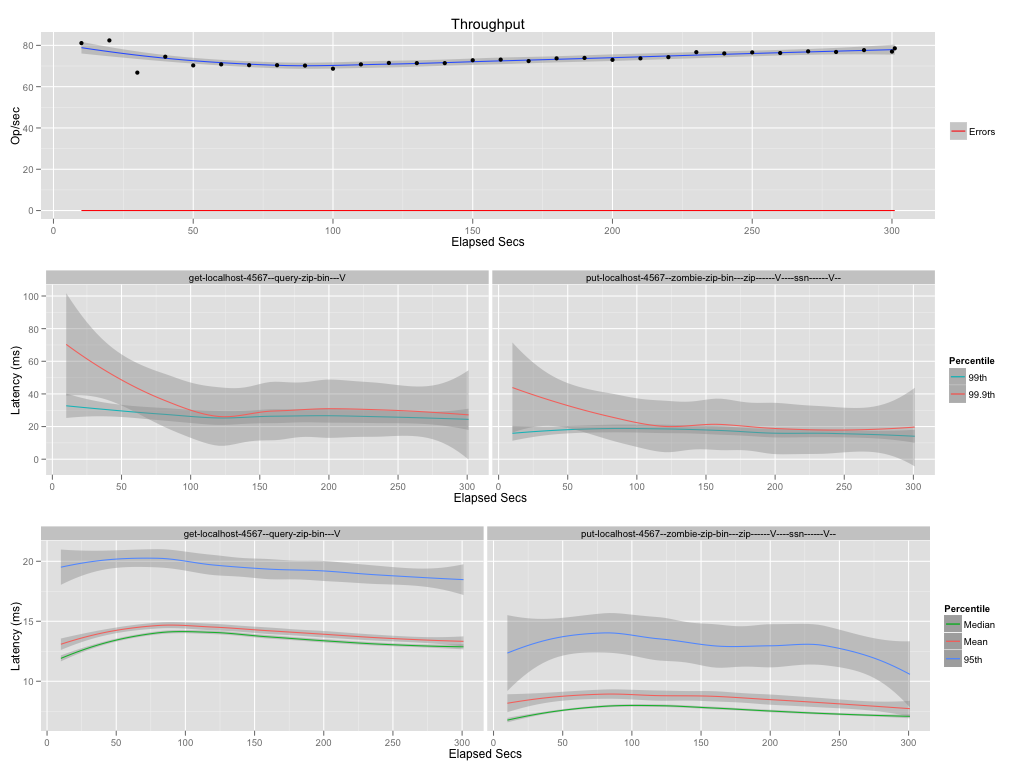 Throughput
80
60
40
20
0
Op/sec
0 50 100 150 200 250 300
Elapsed Secs
Errors
get-localhost-4567--query-zip-bin---V put-localhost-4567--zombie-zip-bin---zip------V----ssn------V--
100
80
60
40
20
0
Latency (ms)
0 50 100 150 200 250 300 0 50 100 150 200 250 300
Elapsed Secs
Percentile
99th
99.9th
get-localhost-4567--query-zip-bin---V put-localhost-4567--zombie-zip-bin---zip------V----ssn------V--
20
15
10
Latency (ms)
0 50 100 150 200 250 300 0 50 100 150 200 250 300
Elapsed Secs
Percentile
Median
Mean
95th